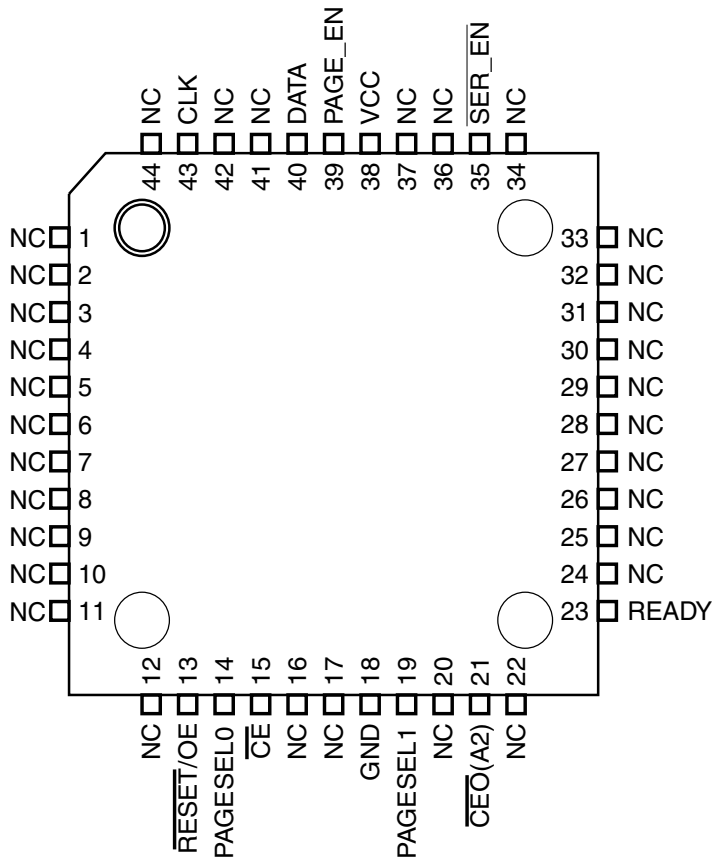 NC CLK NC NC DATA PAGE_EN VCC NC NC SER_EN NC
44 43 42 41 40 39 38 37 36 35 34
NC 1 33 NC
NC 2 32 NC
NC 3 31 NC
NC 4 30 NC
NC 5 29 NC
NC 6 28 NC
NC 7 27 NC
NC 8 26 NC
NC 9 25 NC
NC 10 24 NC
NC 11 23 READY
12 13 14 15 16 17 18 19 20 21 22
NC RESET/OE PAGESEL0 CE NC NC GND PAGESEL1 NC CEO(A2) NC